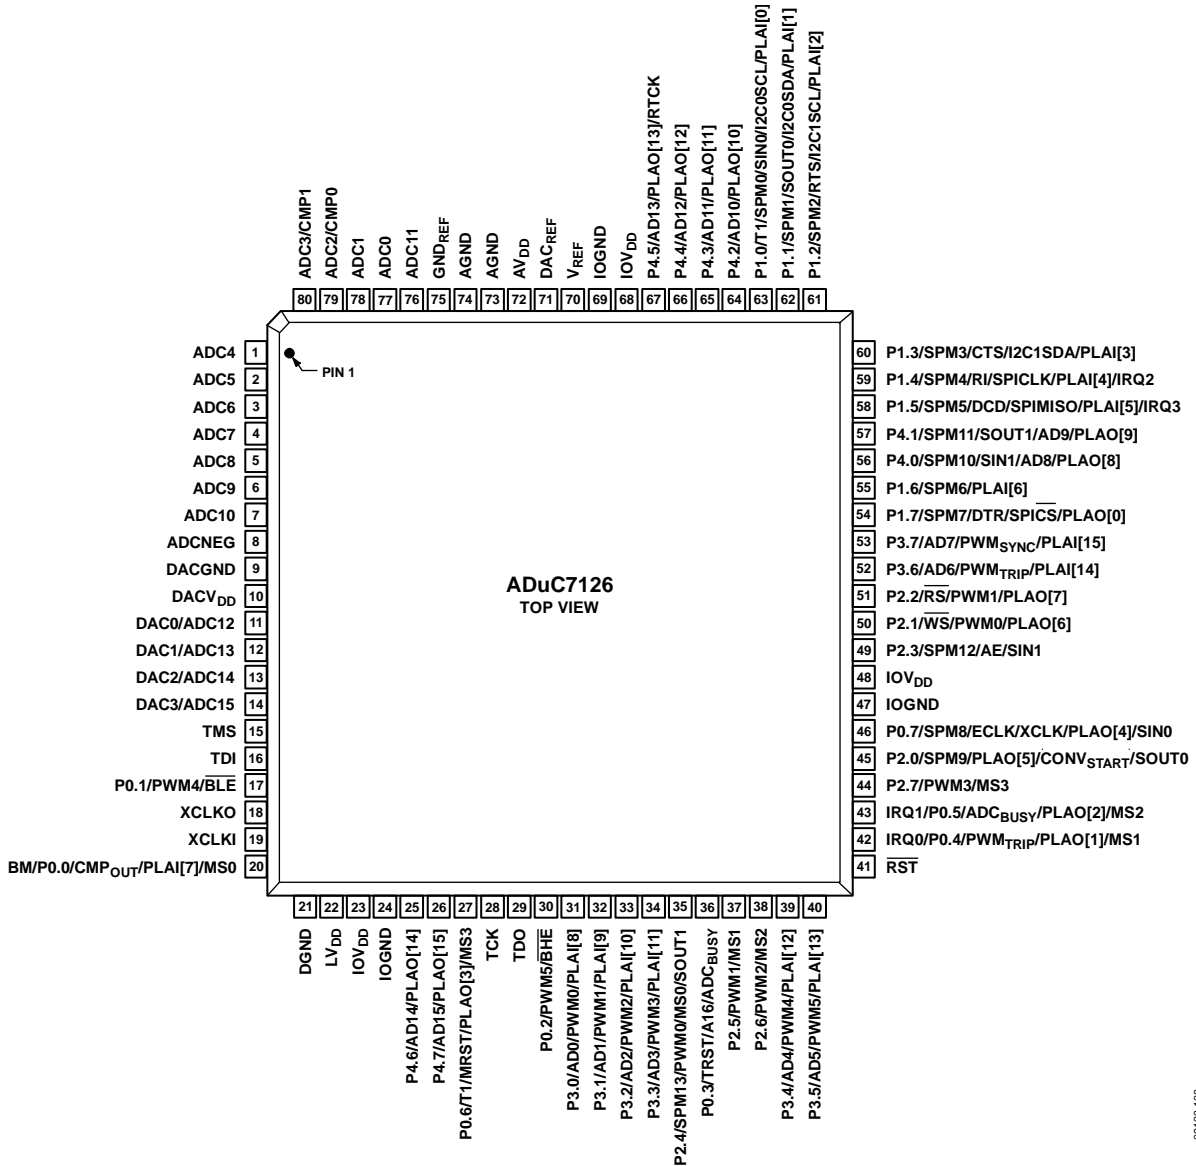 ADC3/CMP1
ADC2/CMP0
ADC1
ADC0
ADC11
GNDREF
AGND
AGND
AVDD
DACREF
VREF
IOGND
IOVDD
P4.5/AD13/PLAO[13]/RTCK
P4.4/AD12/PLAO[12]
P4.3/AD11/PLAO[11]
P4.2/AD10/PLAO[10]
P1.0/T1/SPM0/SIN0/I2C0SCL/PLAI[0]
P1.1/SPM1/SOUT0/I2C0SDA/PLAI[1]
P1.2/SPM2/RTS/I2C1SCL/PLAI[2]
80 79 78 77 76 75 74 73 72 71 70 69 68 67 66 65 64 63 62 61
ADC4 1
ADC5 2
ADC6 3
ADC7 4
ADC8 5
ADC9 6
ADC10 7
ADCNEG 8
DACGND 9
DACVDD 10
DAC0/ADC12 11
DAC1/ADC13 12
DAC2/ADC14 13
DAC3/ADC15 14
TMS 15
TDI 16
P0.1/PWM4/BLE 17
XCLKO 18
XCLKI 19
BM/P0.0/CMPOUT/PLAI[7]/MS0 20
PIN 1
ADuC7126
TOP VIEW
60 P1.3/SPM3/CTS/I2C1SDA/PLAI[3]
59 P1.4/SPM4/RI/SPICLK/PLAI[4]/IRQ2
58 P1.5/SPM5/DCD/SPIMISO/PLAI[5]/IRQ3
57 P4.1/SPM11/SOUT1/AD9/PLAO[9]
56 P4.0/SPM10/SIN1/AD8/PLAO[8]
55 P1.6/SPM6/PLAI[6]
54 P1.7/SPM7/DTR/SPICS/PLAO[0]
53 P3.7/AD7/PWMSYNC/PLAI[15]
52 P3.6/AD6/PWMTRIP/PLAI[14]
51 P2.2/RS/PWM1/PLAO[7]
50 P2.1/WS/PWM0/PLAO[6]
49 P2.3/SPM12/AE/SIN1
48 IOVDD
47 IOGND
46 P0.7/SPM8/ECLK/XCLK/PLAO[4]/SIN0
45 P2.0/SPM9/PLAO[5]/CONVSTART/SOUT0
44 P2.7/PWM3/MS3
43 IRQ1/P0.5/ADCBUSY/PLAO[2]/MS2
42 IRQ0/P0.4/PWMTRIP/PLAO[1]/MS1
41 RST
21 22 23 24 25 26 27 28 29 30 31 32 33 34 35 36 37 38 39 40
DGND
LVDD
IOVDD
IOGND
P4.6/AD14/PLAO[14]
P4.7/AD15/PLAO[15]
P0.6/T1/MRST/PLAO[3]/MS3
TCK
TDO
P0.2/PWM5/BHE
P3.0/AD0/PWM0/PLAI[8]
P3.1/AD1/PWM1/PLAI[9]
P3.2/AD2/PWM2/PLAI[10]
P3.3/AD3/PWM3/PLAI[11]
P2.4/SPM13/PWM0/MS0/SOUT1
P0.3/TRST/A16/ADCBUSY
P2.5/PWM1/MS1
P2.6/PWM2/MS2
P3.4/AD4/PWM4/PLAI[12]
P3.5/AD5/PWM5/PLAI[13]